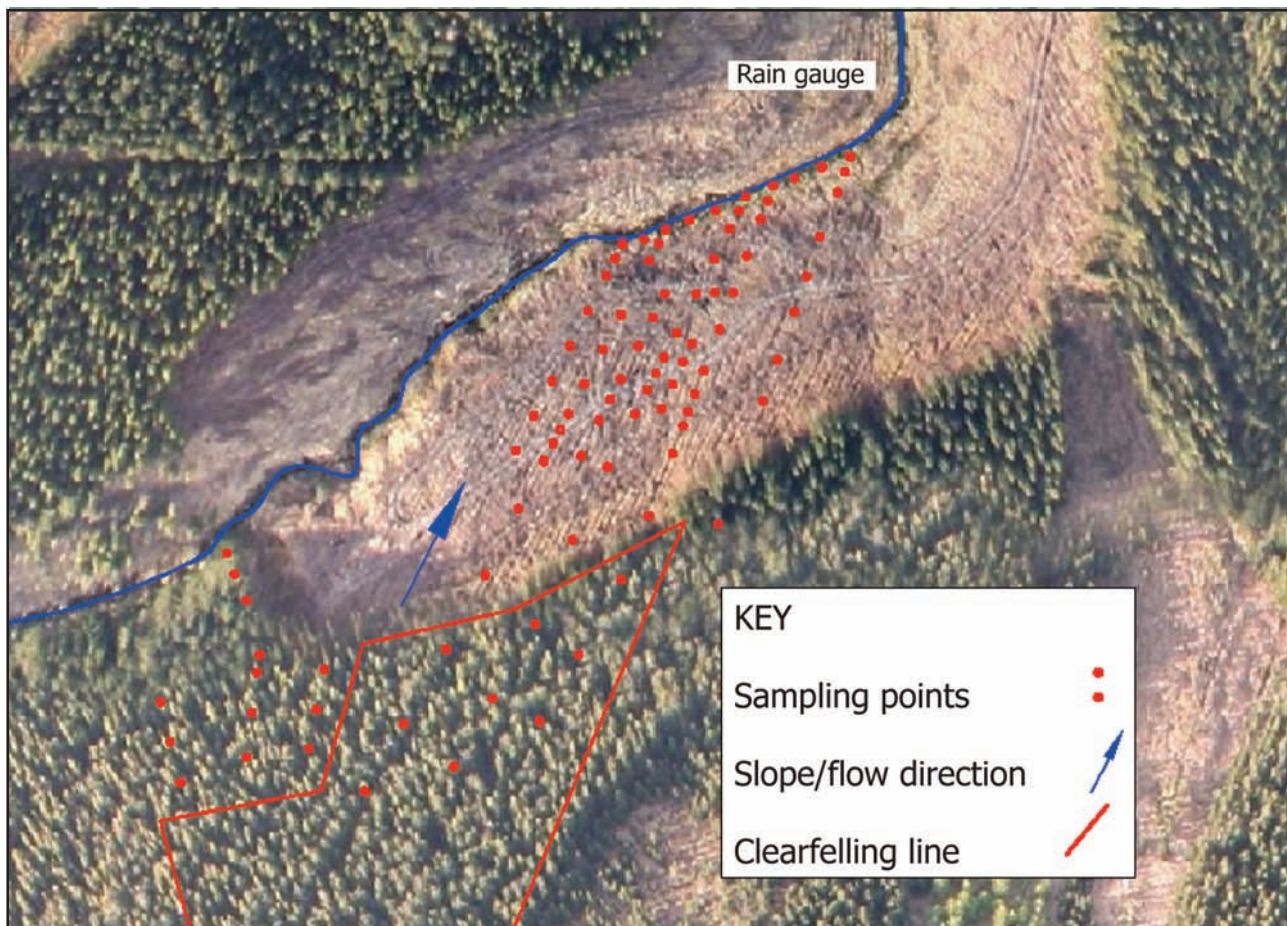 Rain gauge
KEY
Sampling points
Slope/flow direction
Clearfelling line